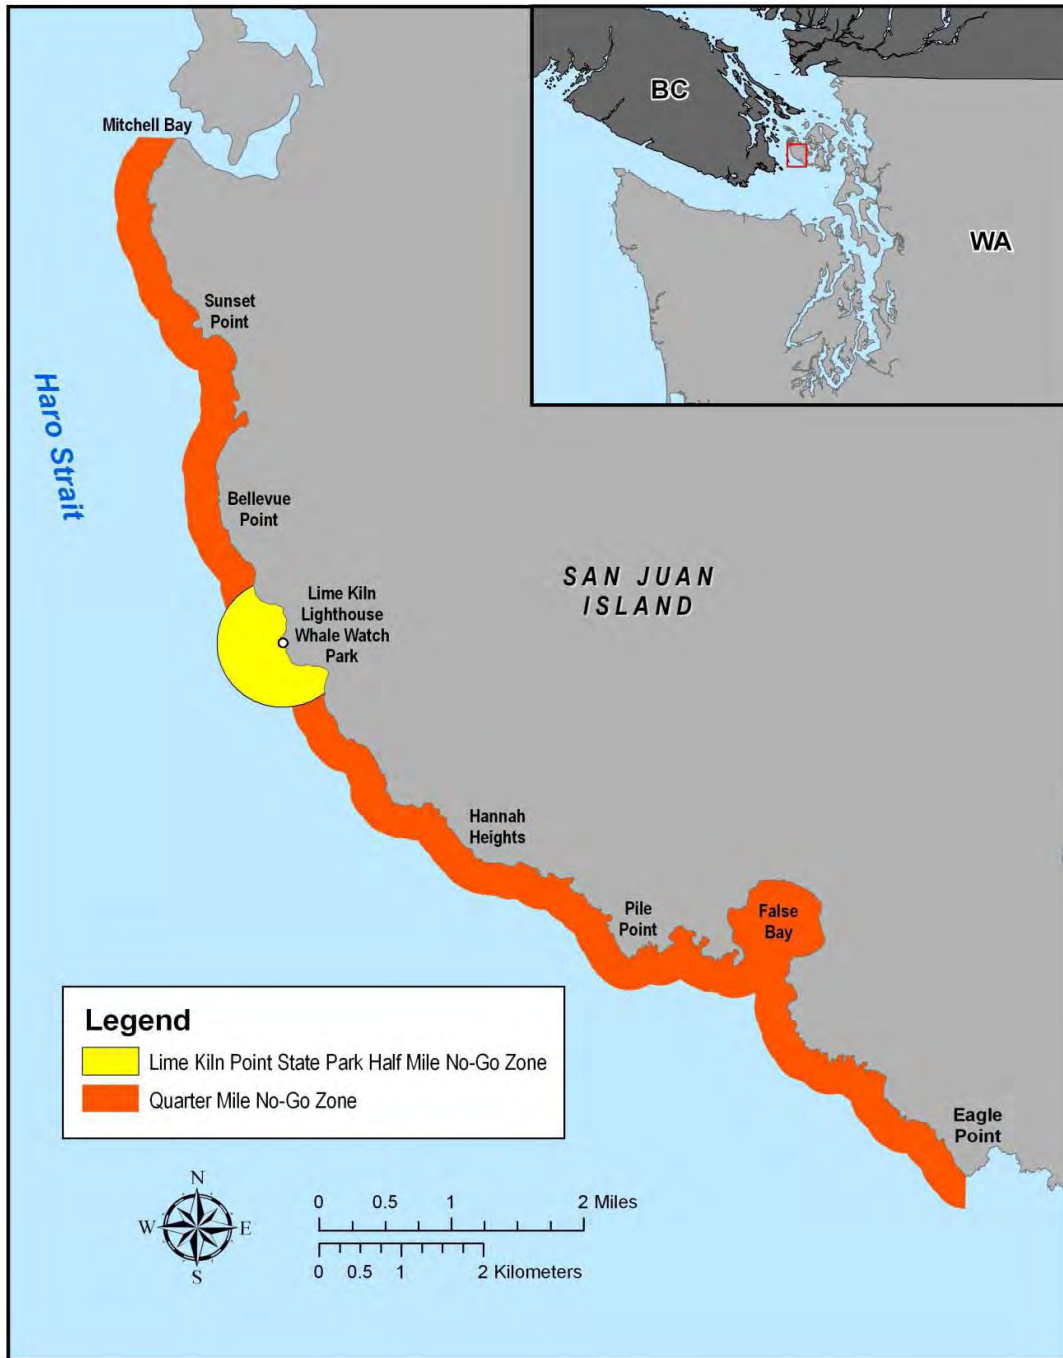 BC
WA
Mitchell Bay
Sunset
Point
Haro Strait
Bellevue
Point
Lime Kiln
Lighthouse
Whale Watch
Park
SAN JUAN
ISLAND
Hannah
Heights
Pile
Point
False
Bay
Eagle
Point
Legend
Lime Kiln Point State Park Half Mile No-Go Zone
Quarter Mile No-Go Zone
N
W E
S
0 0.5 1 2 Miles
0 0.5 1 2 Kilometers